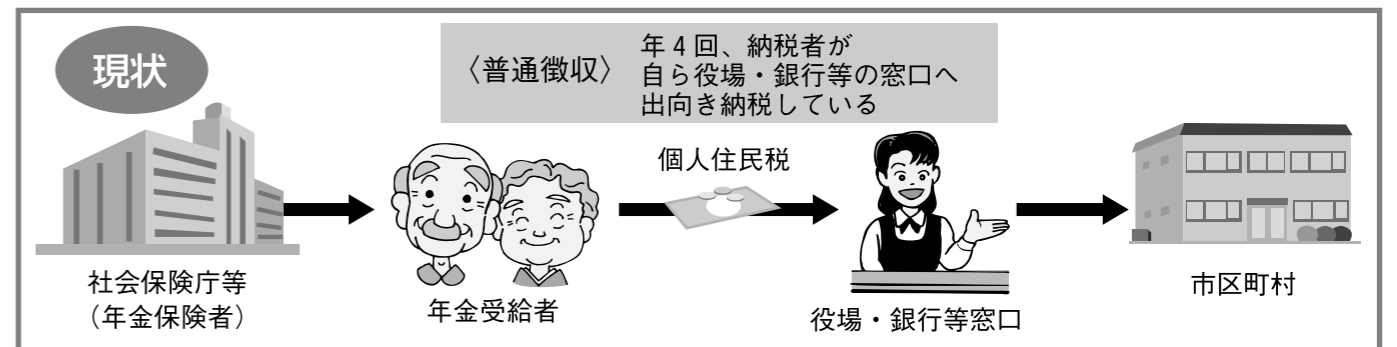 現状
〈普通徴収〉
年4回、納税者が
自ら役場・銀行等の窓口へ
出向き納税している
個人住民税
社会保険庁等
（年金保険者）
年金受給者
役場・銀行等窓口
市区町村